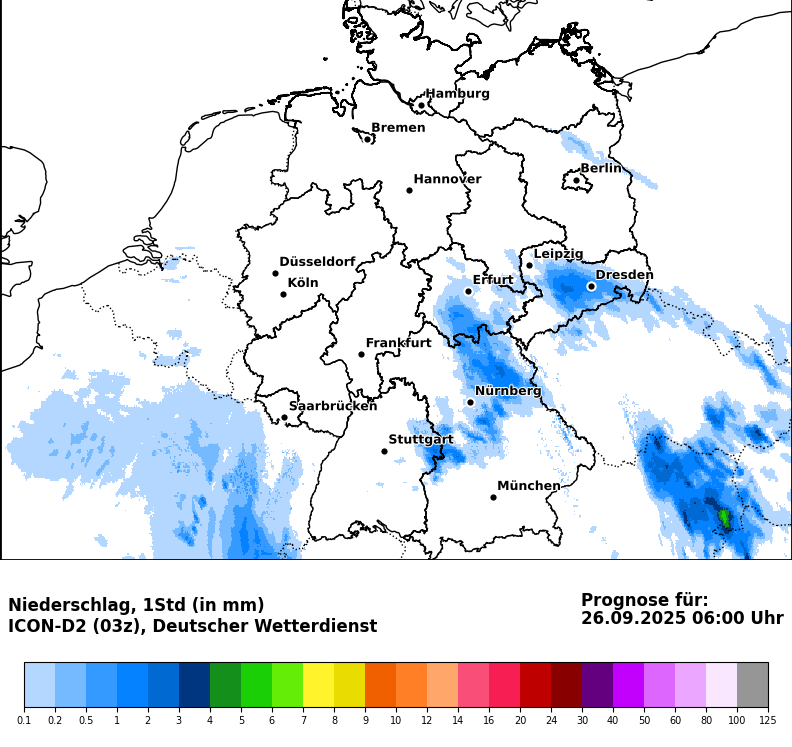 Hamburg
Bremen
Berlin
Hannover
Leipzig
Düsseldorf
Dresden
Köln
Erfurt
Frankfurt
Nürnberg
Saarbrücken
Stuttgart
München
Niederschlag, 1Std (in mm)
ICON-D2 (03z), Deutscher Wetterdienst
Prognose für:
26.09.2025 06:00 Uhr
0.1 0.2 0.5 1 2 3 4 5 6 7 8 9 10 12 14 16 20 24 30 40 50 60 80 100 125